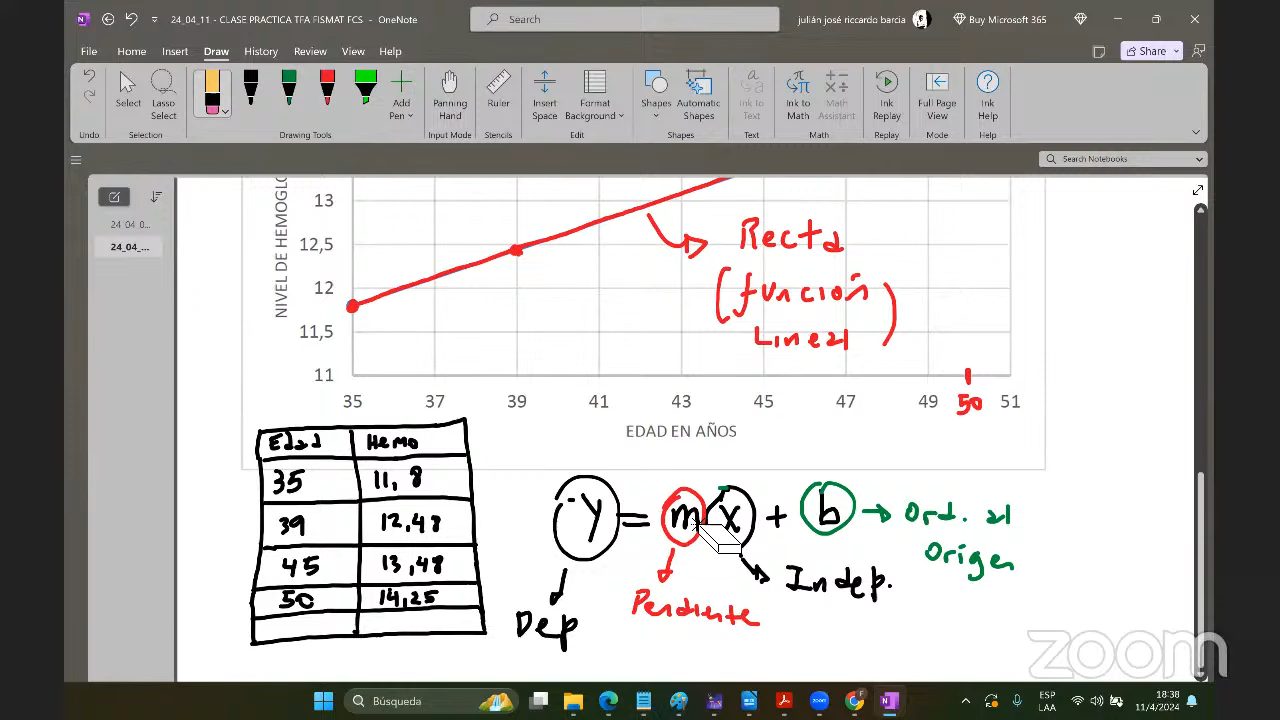 24_04_11 - CLASE PRACTICA TFA FISMAT FCS - OneNote
Search
julián josé riccardo barcia
Buy Microsoft 365
File Home Insert Draw History Review View Help
Share
Select
Lasso Select
Add Pen
Panning Hand
Ruler
Insert Space
Format Background
Shapes
Automatic Shapes
Ink to Text
Ink to Math
Math Assistant
Ink Replay
Full Page View
Ink Help
Undo Selection Drawing Tools Input Mode Stencils Edit Shapes Math Replay Mode Help
Search Notebooks
24 ̈04 ̈0...
24_04_...
NIVEL DE HEMOGLO
13
12,5
12
11,5
11
35 37 39 41 43 45 47 49 50 51
EDAD EN AÑOS
Recta
(función
Lineal)
Edad Hemo
35 11,8
39 12,48
45 13,48
50 14,25
Y = mx + b → Ord. al
Origen
Indep.
Pendiente
Dep
zoom
Búsqueda
ESP
LAA
18:38
11/4/2024